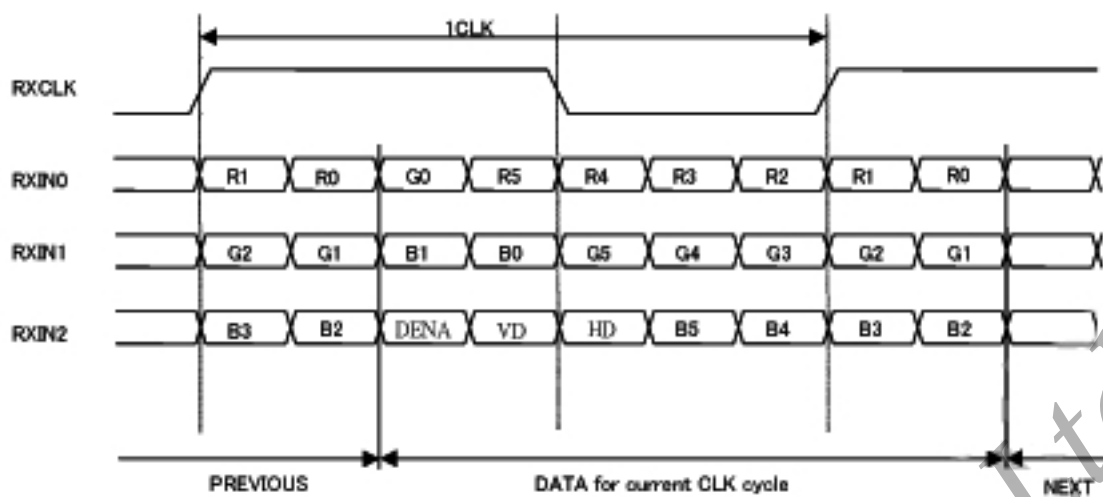 1CLK
RXCLK
RXIN0 R1 R0 G0 R5 R4 R3 R2 R1 R0
RXIN1 G2 G1 B1 B0 G5 G4 G3 G2 G1
RXIN2 B3 B2 DENA VD HD B5 B4 B3 B2
PREVIOUS DATA for current CLK cycle NEXT